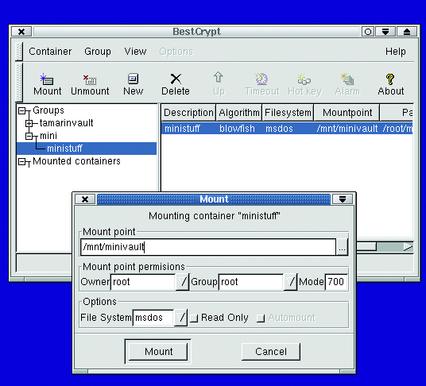 BestCrypt
Container Group View Options Help
Mount Unmount New Delete Up Timeout Hot key Alarm About
Groups
tamarinvault
mini
ministuff
Mounted containers
Description Algorithm Filesystem Mountpoint Pa
ministuff blowfish msdos /mnt/minivault /root/m
Mount
Mounting container "ministuff"
Mount point
/mnt/minivault ...
Mount point permisions
Owner root Group root Mode 700
Options
File System msdos Read Only Automount
Mount Cancel